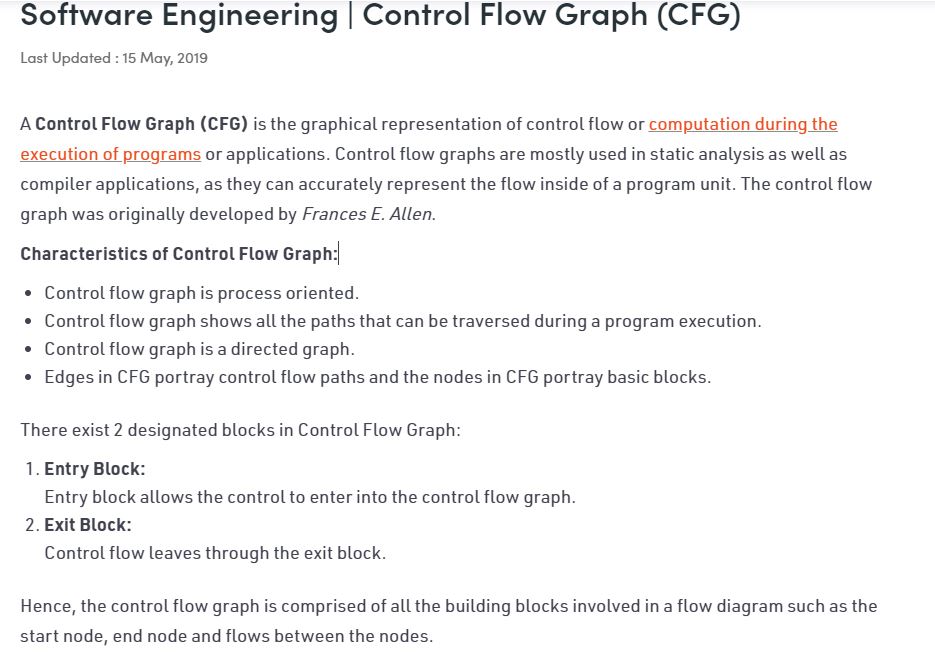 Software Engineering | Control Flow Graph (CFG)
Last Updated : 15 May, 2019
A Control Flow Graph (CFG) is the graphical representation of control flow or computation during the
execution of programs or applications. Control flow graphs are mostly used in static analysis as well as
compiler applications, as they can accurately represent the flow inside of a program unit. The control flow
graph was originally developed by Frances E. Allen.
Characteristics of Control Flow Graph:
• Control flow graph is process oriented.
• Control flow graph shows all the paths that can be traversed during a program execution.
• Control flow graph is a directed graph.
• Edges in CFG portray control flow paths and the nodes in CFG portray basic blocks.
There exist 2 designated blocks in Control Flow Graph:
1. Entry Block:
Entry block allows the control to enter into the control flow graph.
2. Exit Block:
Control flow leaves through the exit block.
Hence, the control flow graph is comprised of all the building blocks involved in a flow diagram such as the
start node, end node and flows between the nodes.